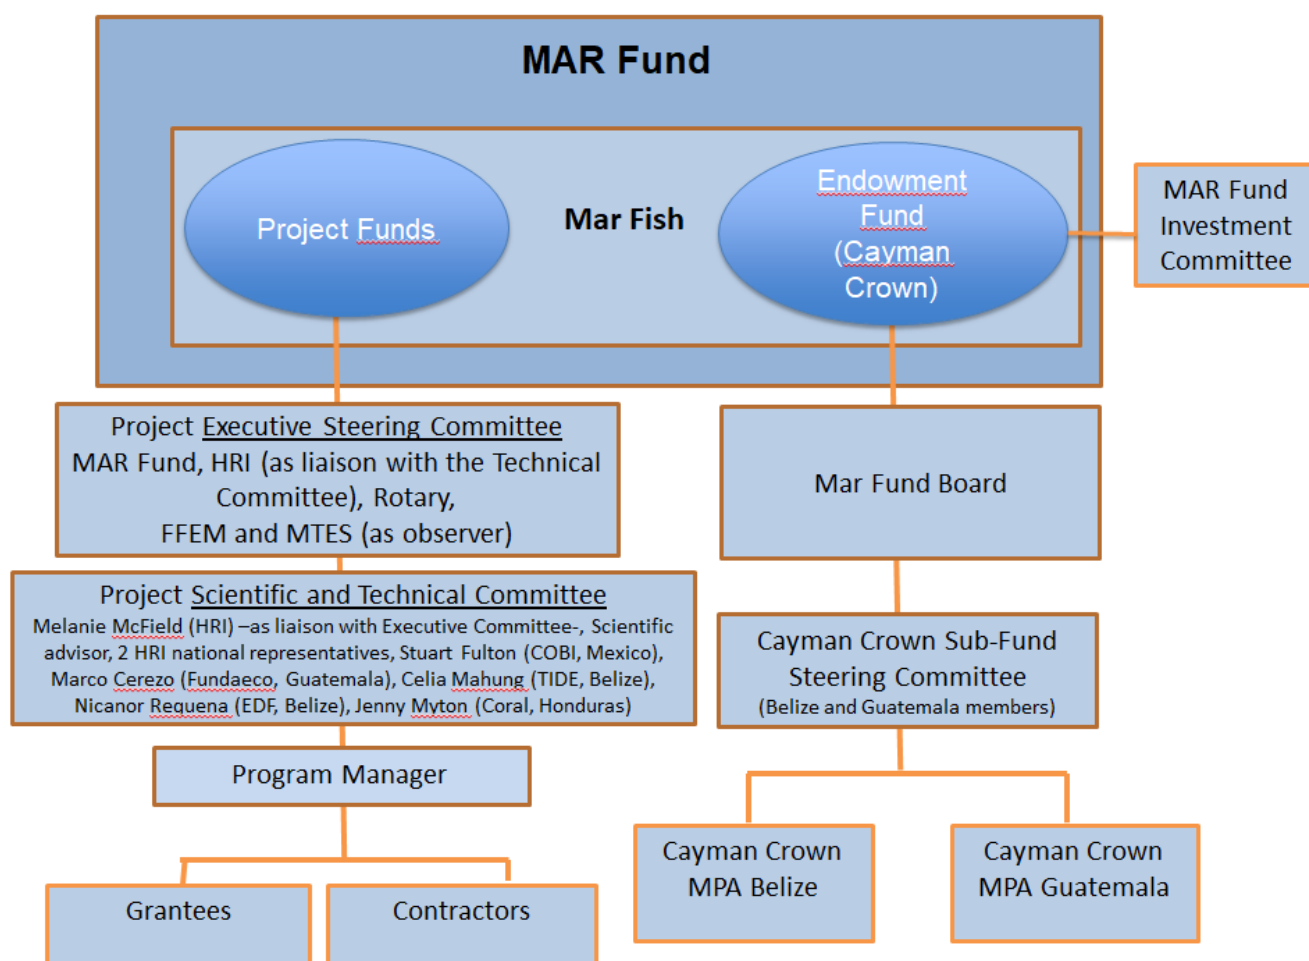 MAR Fund
Project Funds
Mar Fish
Endowment
Fund
(Cayman
Crown)
MAR Fund
Investment
Committee
Project Executive Steering Committee
MAR Fund, HRI (as liaison with the Technical
Committee), Rotary,
FFEM and MTES (as observer)
Mar Fund Board
Project Scientific and Technical Committee
Melanie McField (HRI) –as liaison with Executive Committee-, Scientific
advisor, 2 HRI national representatives, Stuart Fulton (COBI, Mexico),
Marco Cerezo (Fundaeco, Guatemala), Celia Mahung (TIDE, Belize),
Nicanor Requena (EDF, Belize), Jenny Myton (Coral, Honduras)
Cayman Crown Sub-Fund
Steering Committee
(Belize and Guatemala members)
Program Manager
Grantees
Contractors
Cayman Crown
MPA Belize
Cayman Crown
MPA Guatemala